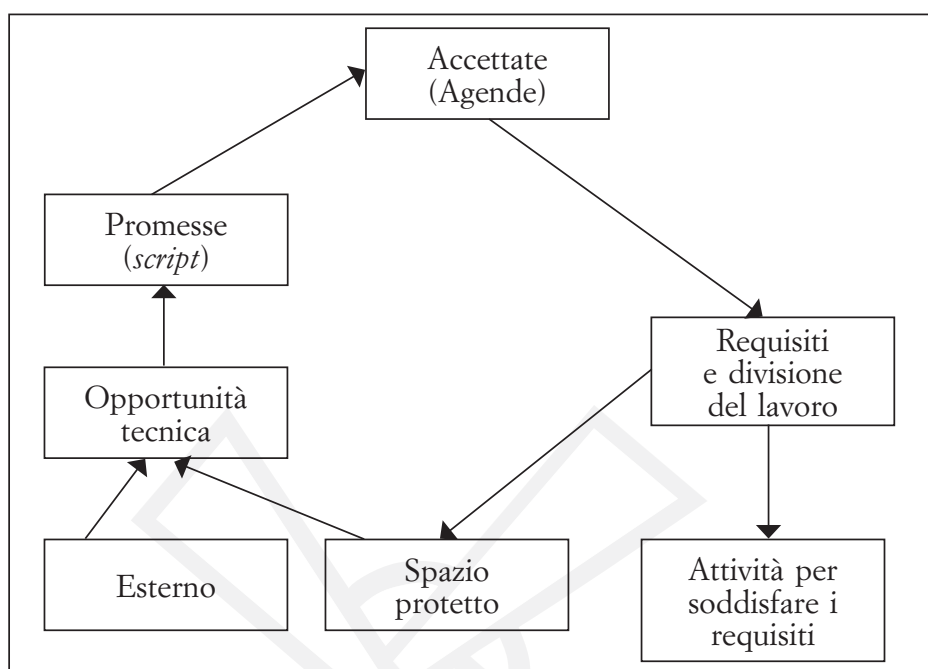 Accettate
(Agende)
Promesse
(script)
Requisiti
e divisione
del lavoro
Opportunità
tecnica
Esterno
Spazio
protetto
Attività per
soddisfare i
requisiti